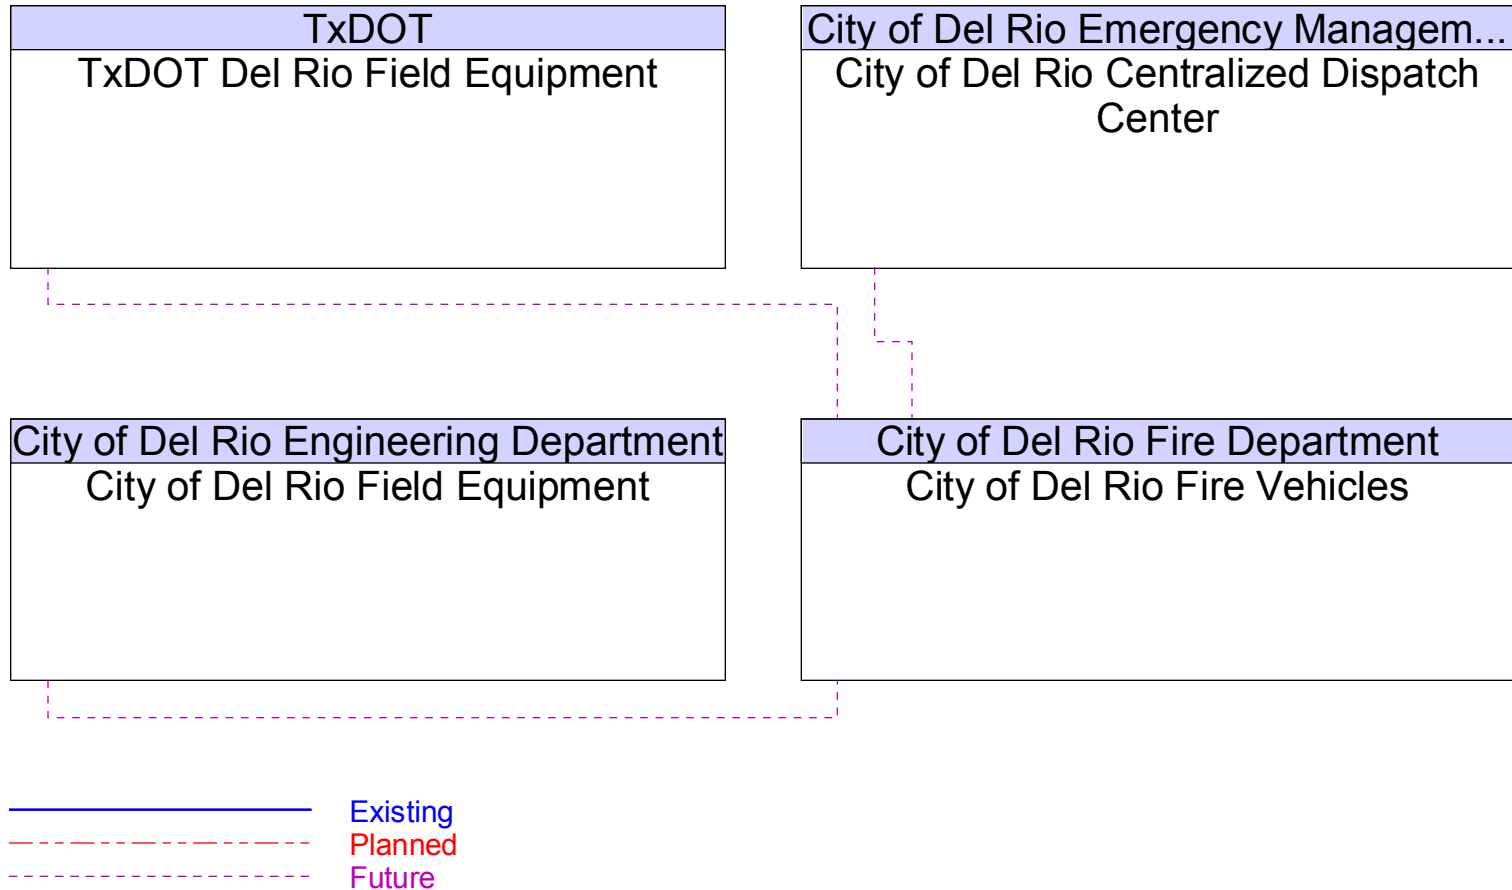 TxDOT
TxDOT Del Rio Field Equipment
City of Del Rio Emergency Managem...
City of Del Rio Centralized Dispatch
Center
City of Del Rio Engineering Department
City of Del Rio Field Equipment
City of Del Rio Fire Department
City of Del Rio Fire Vehicles
Existing
Planned
Future